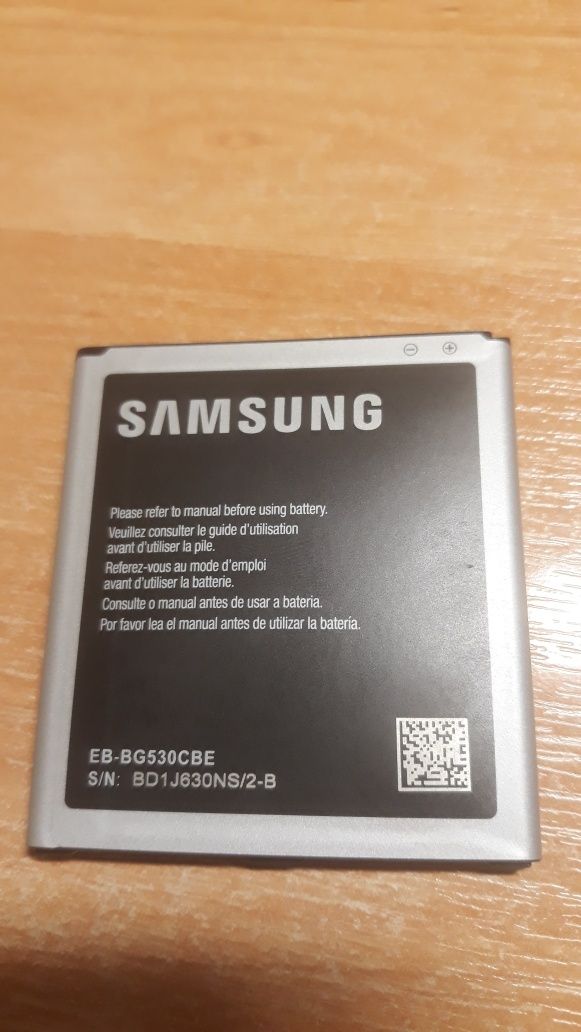 SAMSUNG
Please refer to manual before using battery.
Veuillez consulter le guide d'utilisation
avant d'utiliser la pile.
Referez-vous au mode d'emploi
avant d'utiliser la batterie.
Consulte o manual antes de usar a bateria.
Por favor lea el manual antes de utilizar la batería.
EB-BG530CBE
S/N: BD1J630NS/2-B